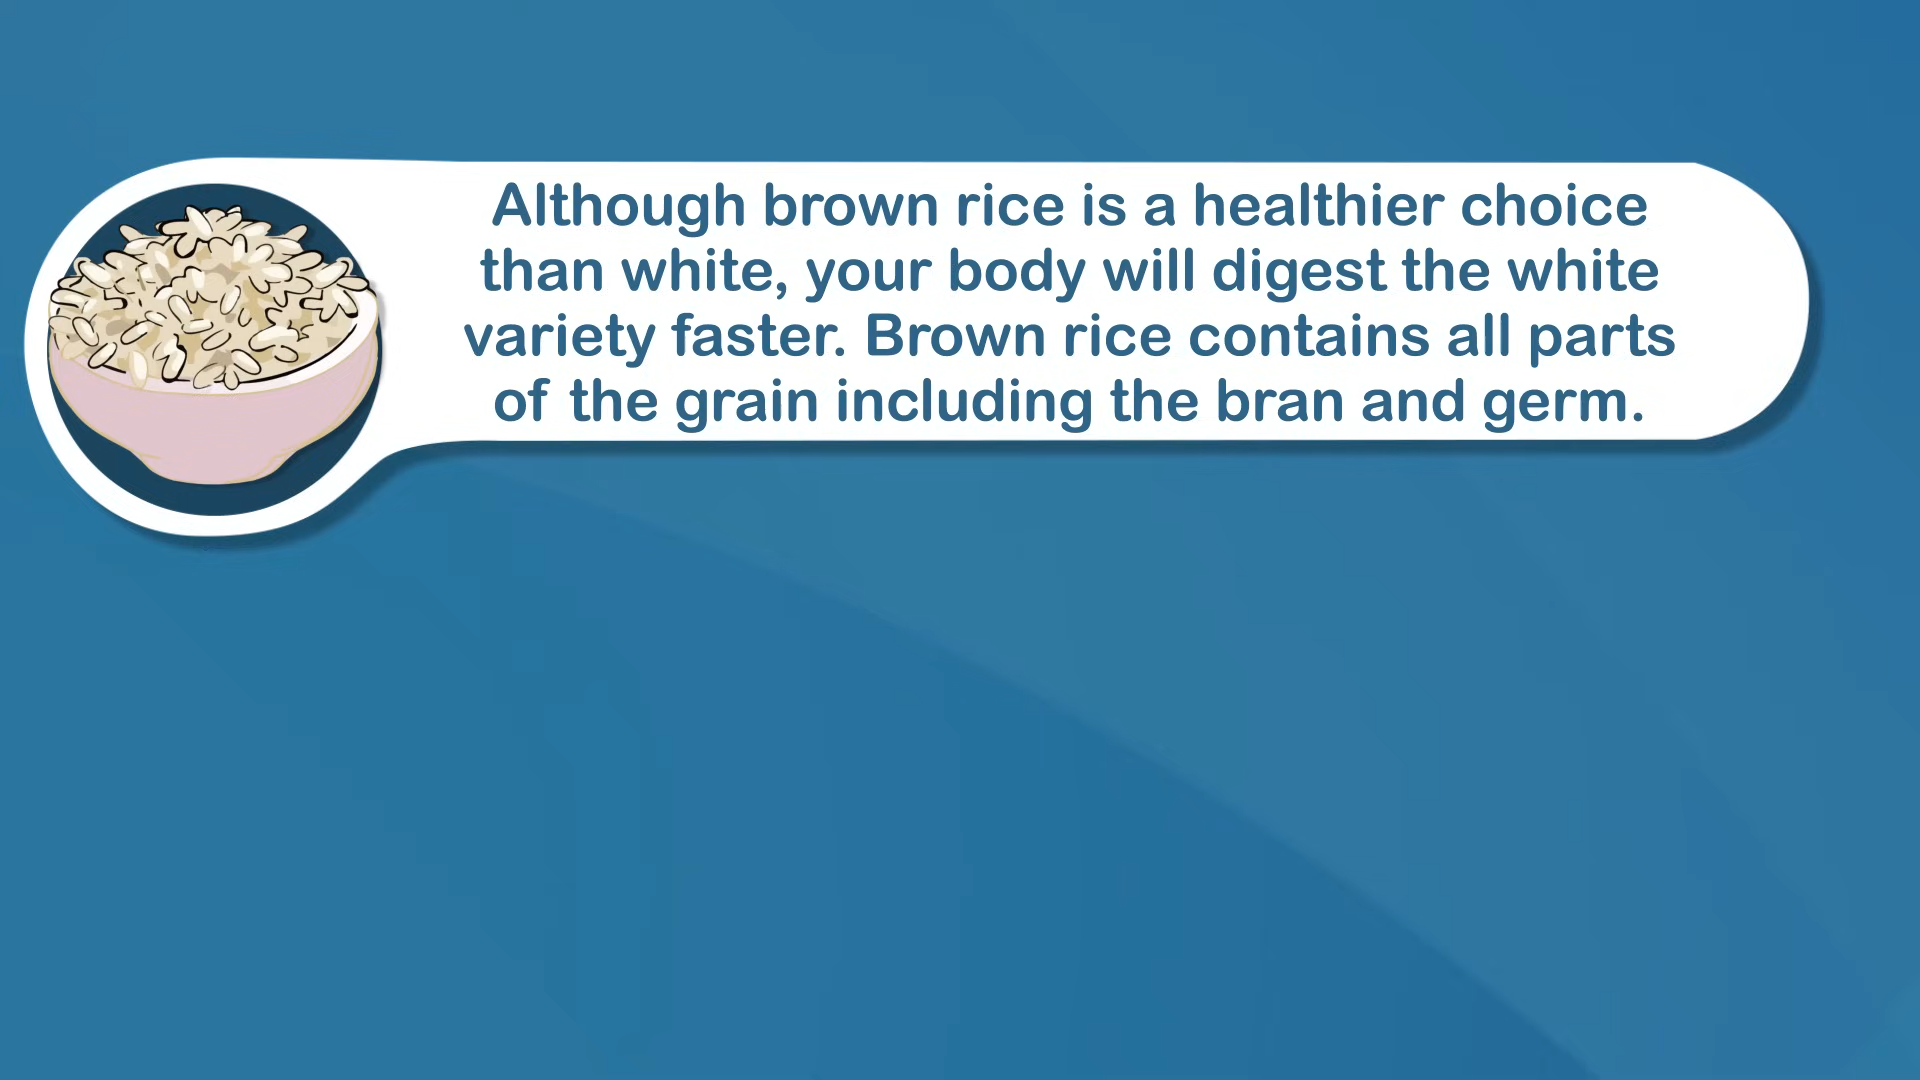 Although brown rice is a healthier choice
than white, your body will digest the white
variety faster. Brown rice contains all parts
of the grain including the bran and germ.